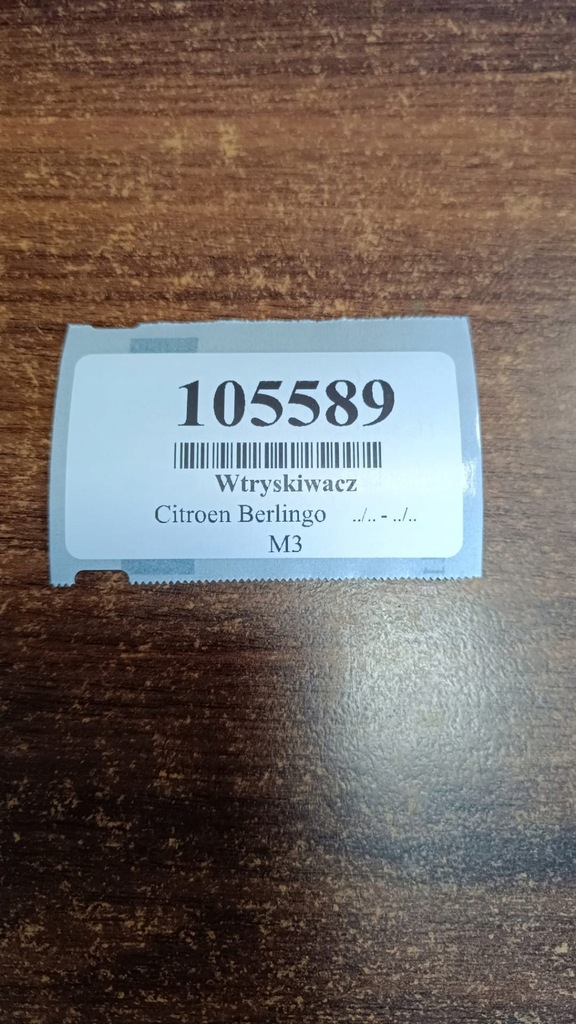 105589
Wtryskiwacz
Citroen Berlingo ../.. - ../..
M3